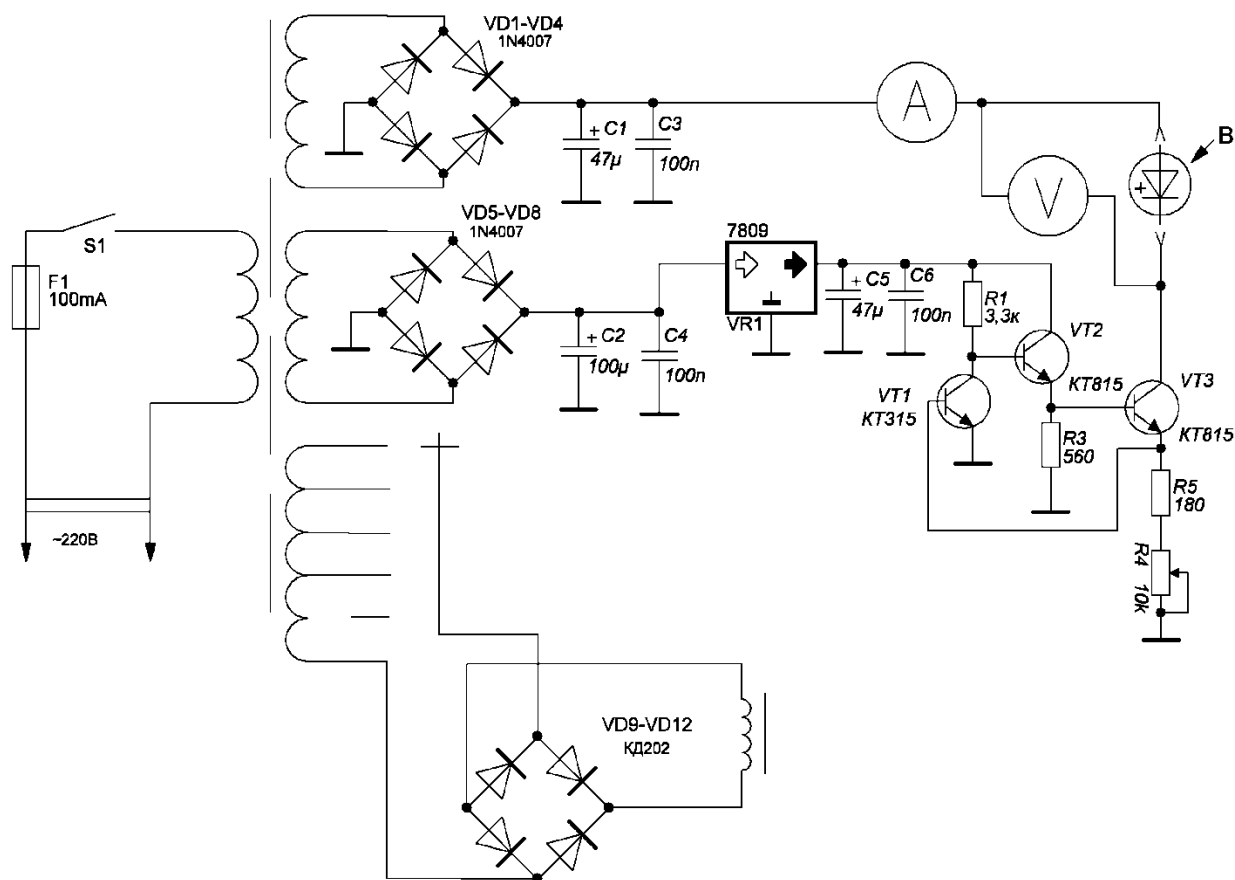 VD1-VD4
1N4007
A
+ C1
47µ
C3
100n
B
V
+
S1
F1
100mA
VD5-VD8
1N4007
7809
VR1
+ C2
100µ
C4
100n
+ C5
47µ
C6
100n
R1
3,3к
VT2
КТ815
VT1
КТ315
VT3
КТ815
R3
560
R5
180
R4 10k
~220В
VD9-VD12
КД202